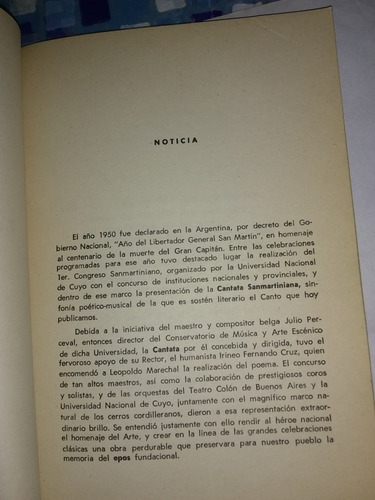 NOTICIA
El año 1950 fue declarado en la Argentina, por decreto del Go-
bierno Nacional, "Año del Libertador General San Martín", en homenaje
al centenario de la muerte del Gran Capitán. Entre las celebraciones
programadas para ese año tuvo destacado lugar la realización del
1er. Congreso Sanmartiniano, organizado por la Universidad Nacional
de Cuyo con el concurso de instituciones nacionales y provinciales, y
dentro de ese marco la presentación de la Cantata Sanmartiniana, sin-
fonía poético-musical de la que es sostén literario el Canto que hoy
publicamos.
Debida a la iniciativa del maestro y compositor belga Julio Per-
ceval, entonces director del Conservatorio de Música y Arte Escénico
de dicha Universidad, la Cantata por él concebida y dirigida, tuvo el
fervoroso apoyo de su Rector, el humanista Irineo Fernando Cruz, quien
encomendó a Leopoldo Marechal la realización del poema. El concurso
de tan altos maestros, así como la colaboración de prestigiosos coros
y solistas, y de las orquestas del Teatro Colón de Buenos Aires y la
Universidad Nacional de Cuyo, juntamente con el magnífico marco na-
tural de los cerros cordilleranos, dieron a esa representación extraor-
dinario brillo. Se entendió justamente con ello rendir al héroe nacional
el homenaje del Arte, y crear en la línea de las grandes celebraciones
clásicas una obra perdurable que preservara para nuestro pueblo la
memoria del epos fundacional.